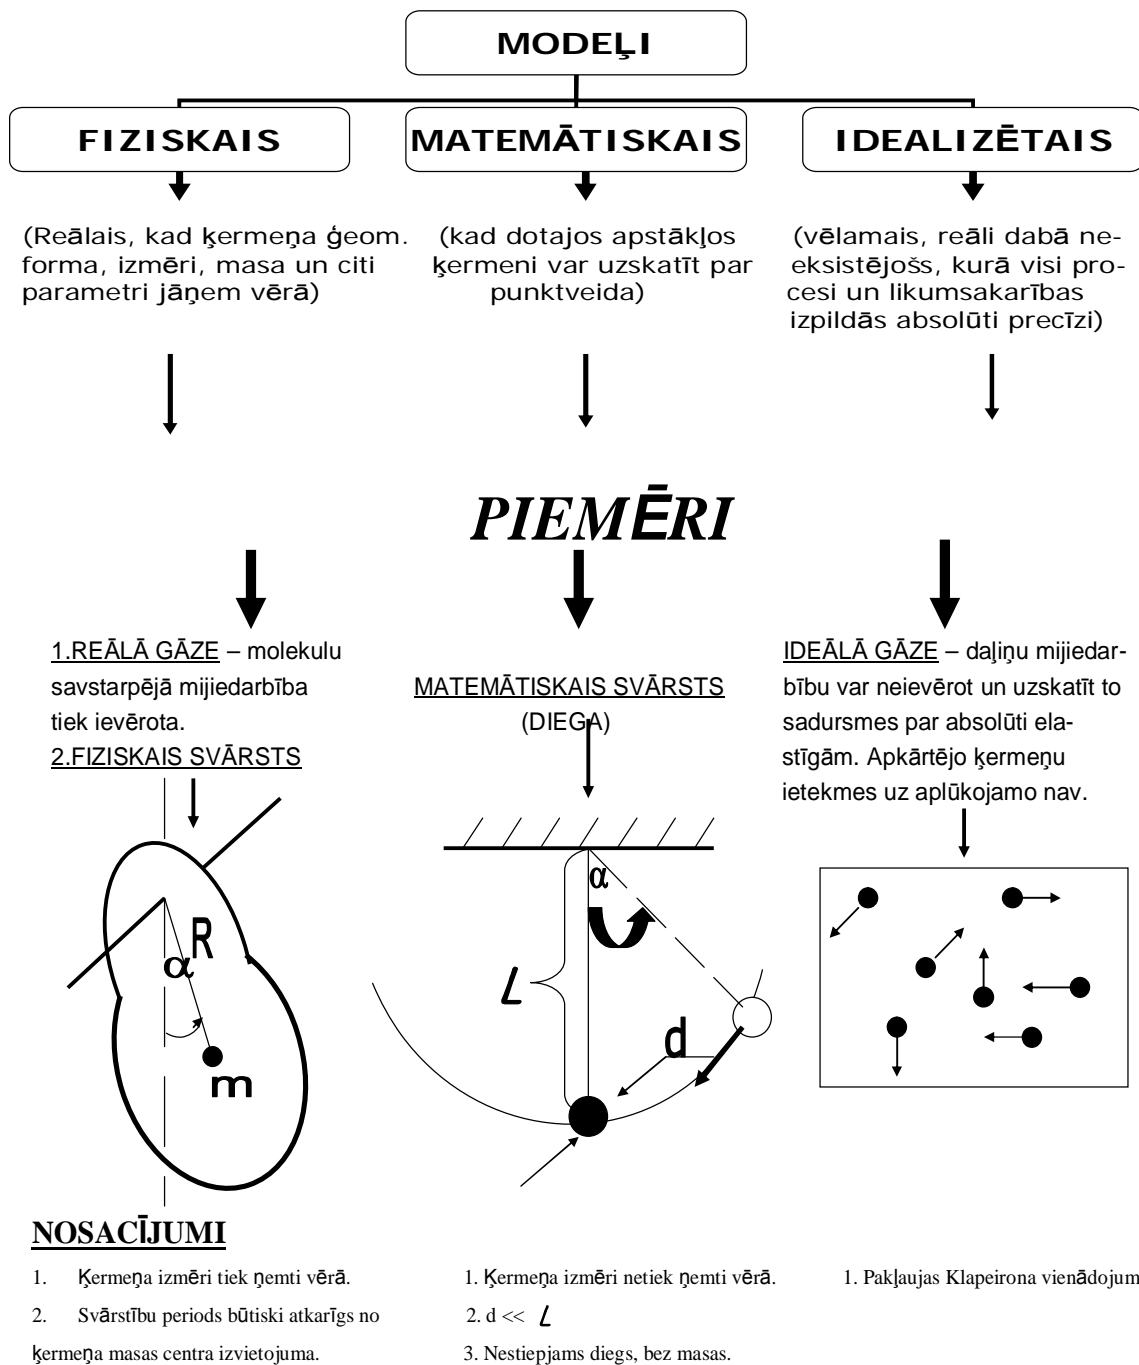 MODEĻI
FIZISKAIS
MATEMĀTISKAIS
IDEALIZĒTAIS
(Reālais, kad ķermeņa ģeom.
forma, izmēri, masa un citi
parametri jāņem vērā)
(kad dotajos apstākļos
ķermeni var uzskatīt par
punktveida)
(vēlamais, reāli dabā ne-
eksistējošs, kurā visi pro-
cesi un likumsakarības
izpildās absolūti precīzi)
PIEMĒRI
1.REĀLĀ GĀZE – molekulu
savstarpējā mijiedarbība
tiek ievērota.
2.FIZISKAIS SVĀRSTS
MATEMĀTISKAIS SVĀRSTS
(DIEGA)
IDEĀLĀ GĀZE – daļiņu mijiedar-
bību var neievērot un uzskatīt to
sadursmes par absolūti ela-
stīgām. Apkārtējo ķermeņu
ietekmes uz aplūkojamo nav.
R
α
m
α
L
d
NOSACĪJUMI
1. Ķermeņa izmēri tiek ņemti vērā.
2. Svārstību periods būtiski atkarīgs no
ķermeņa masas centra izvietojuma.
1. Ķermeņa izmēri netiek ņemti vērā.
2. d << L
3. Nestiepjams diegs, bez masas.
1. Pakļaujas Klapeirona vienādojum